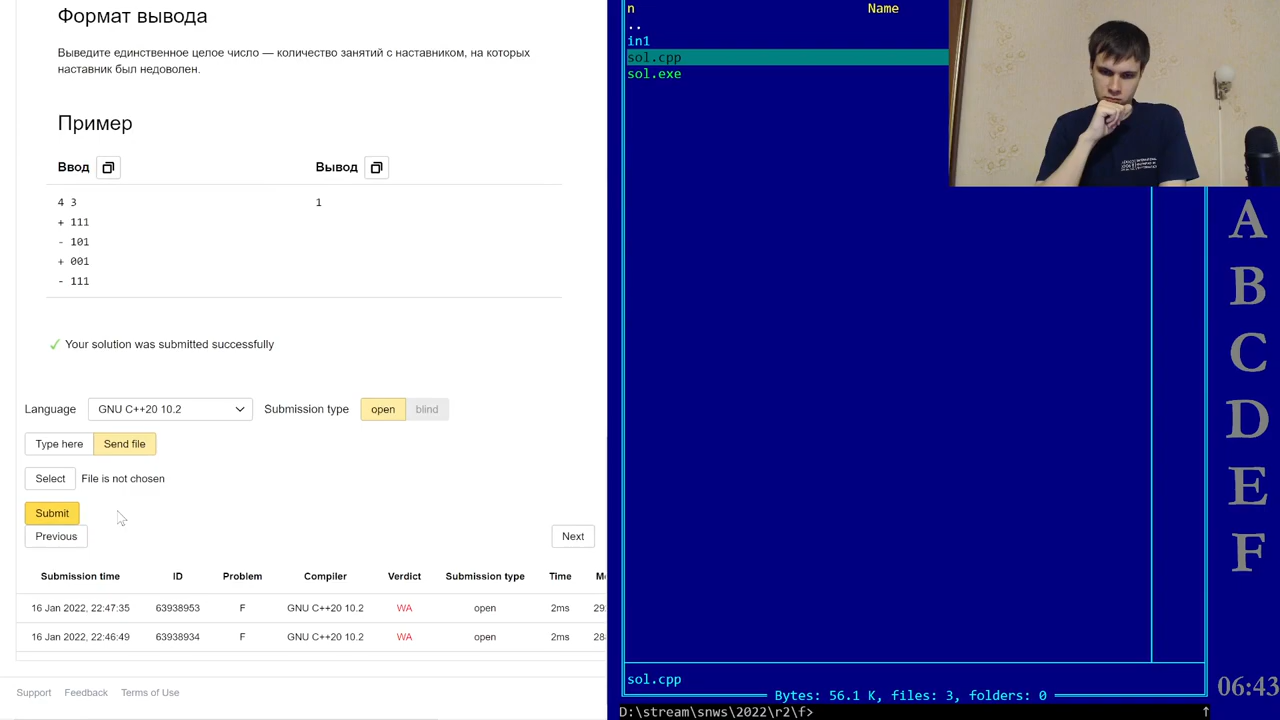 Формат вывода
Выведите единственное целое число — количество занятий с наставником, на которых
наставник был недоволен.
Пример
Ввод
Вывод
4 3
+ 111
- 101
+ 001
- 111
1
Your solution was submitted successfully
Language
GNU C++20 10.2
Submission type
open
blind
Type here
Send file
Select
File is not chosen
Submit
Previous
Next
Submission time ID Problem Compiler Verdict Submission type Time
16 Jan 2022, 22:47:35 63938953 F GNU C++20 10.2 WA open 2ms
16 Jan 2022, 22:46:49 63938934 F GNU C++20 10.2 WA open 2ms
Support Feedback Terms of Use
n Name
..
in1
sol.cpp
sol.exe
sol.cpp
Bytes: 56.1 K, files: 3, folders: 0
D:\stream\snws\2022\r2\f>
A
B
C
D
E
F
06:43